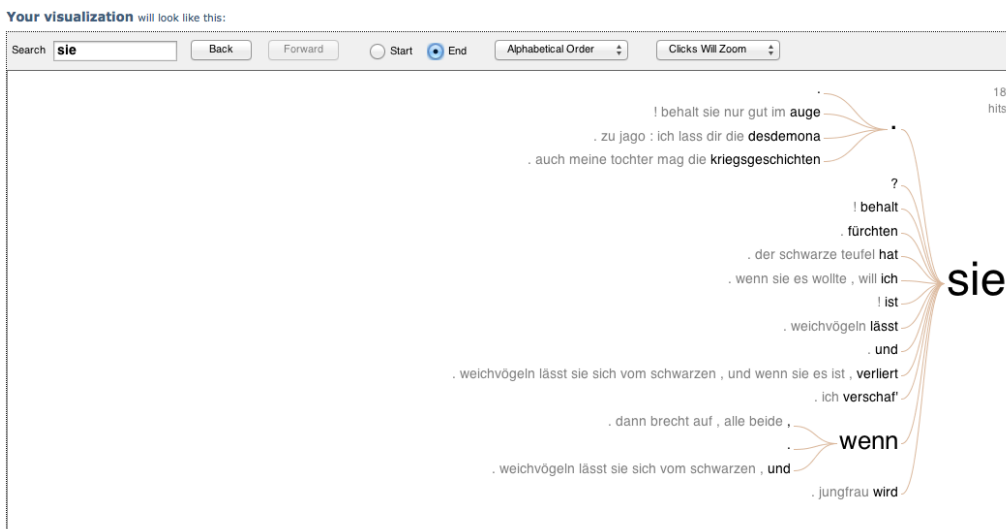 Your visualization will look like this:
Search sie Back Forward Start End Alphabetical Order Clicks Will Zoom
18 hits
.
! behalt sie nur gut im auge
. zu jago : ich lass dir die desdemona
. auch meine tochter mag die kriegsgeschichten
.
?
! behalt
. fürchten
. der schwarze teufel hat
. wenn sie es wollte , will ich
! ist
. weichvögeln lässt
. und
. weichvögeln lässt sie sich vom schwarzen , und wenn sie es ist , verliert
. ich verschaf'
. dann brecht auf , alle beide ,
.
. weichvögeln lässt sie sich vom schwarzen , und
wenn
. jungfrau wird
sie